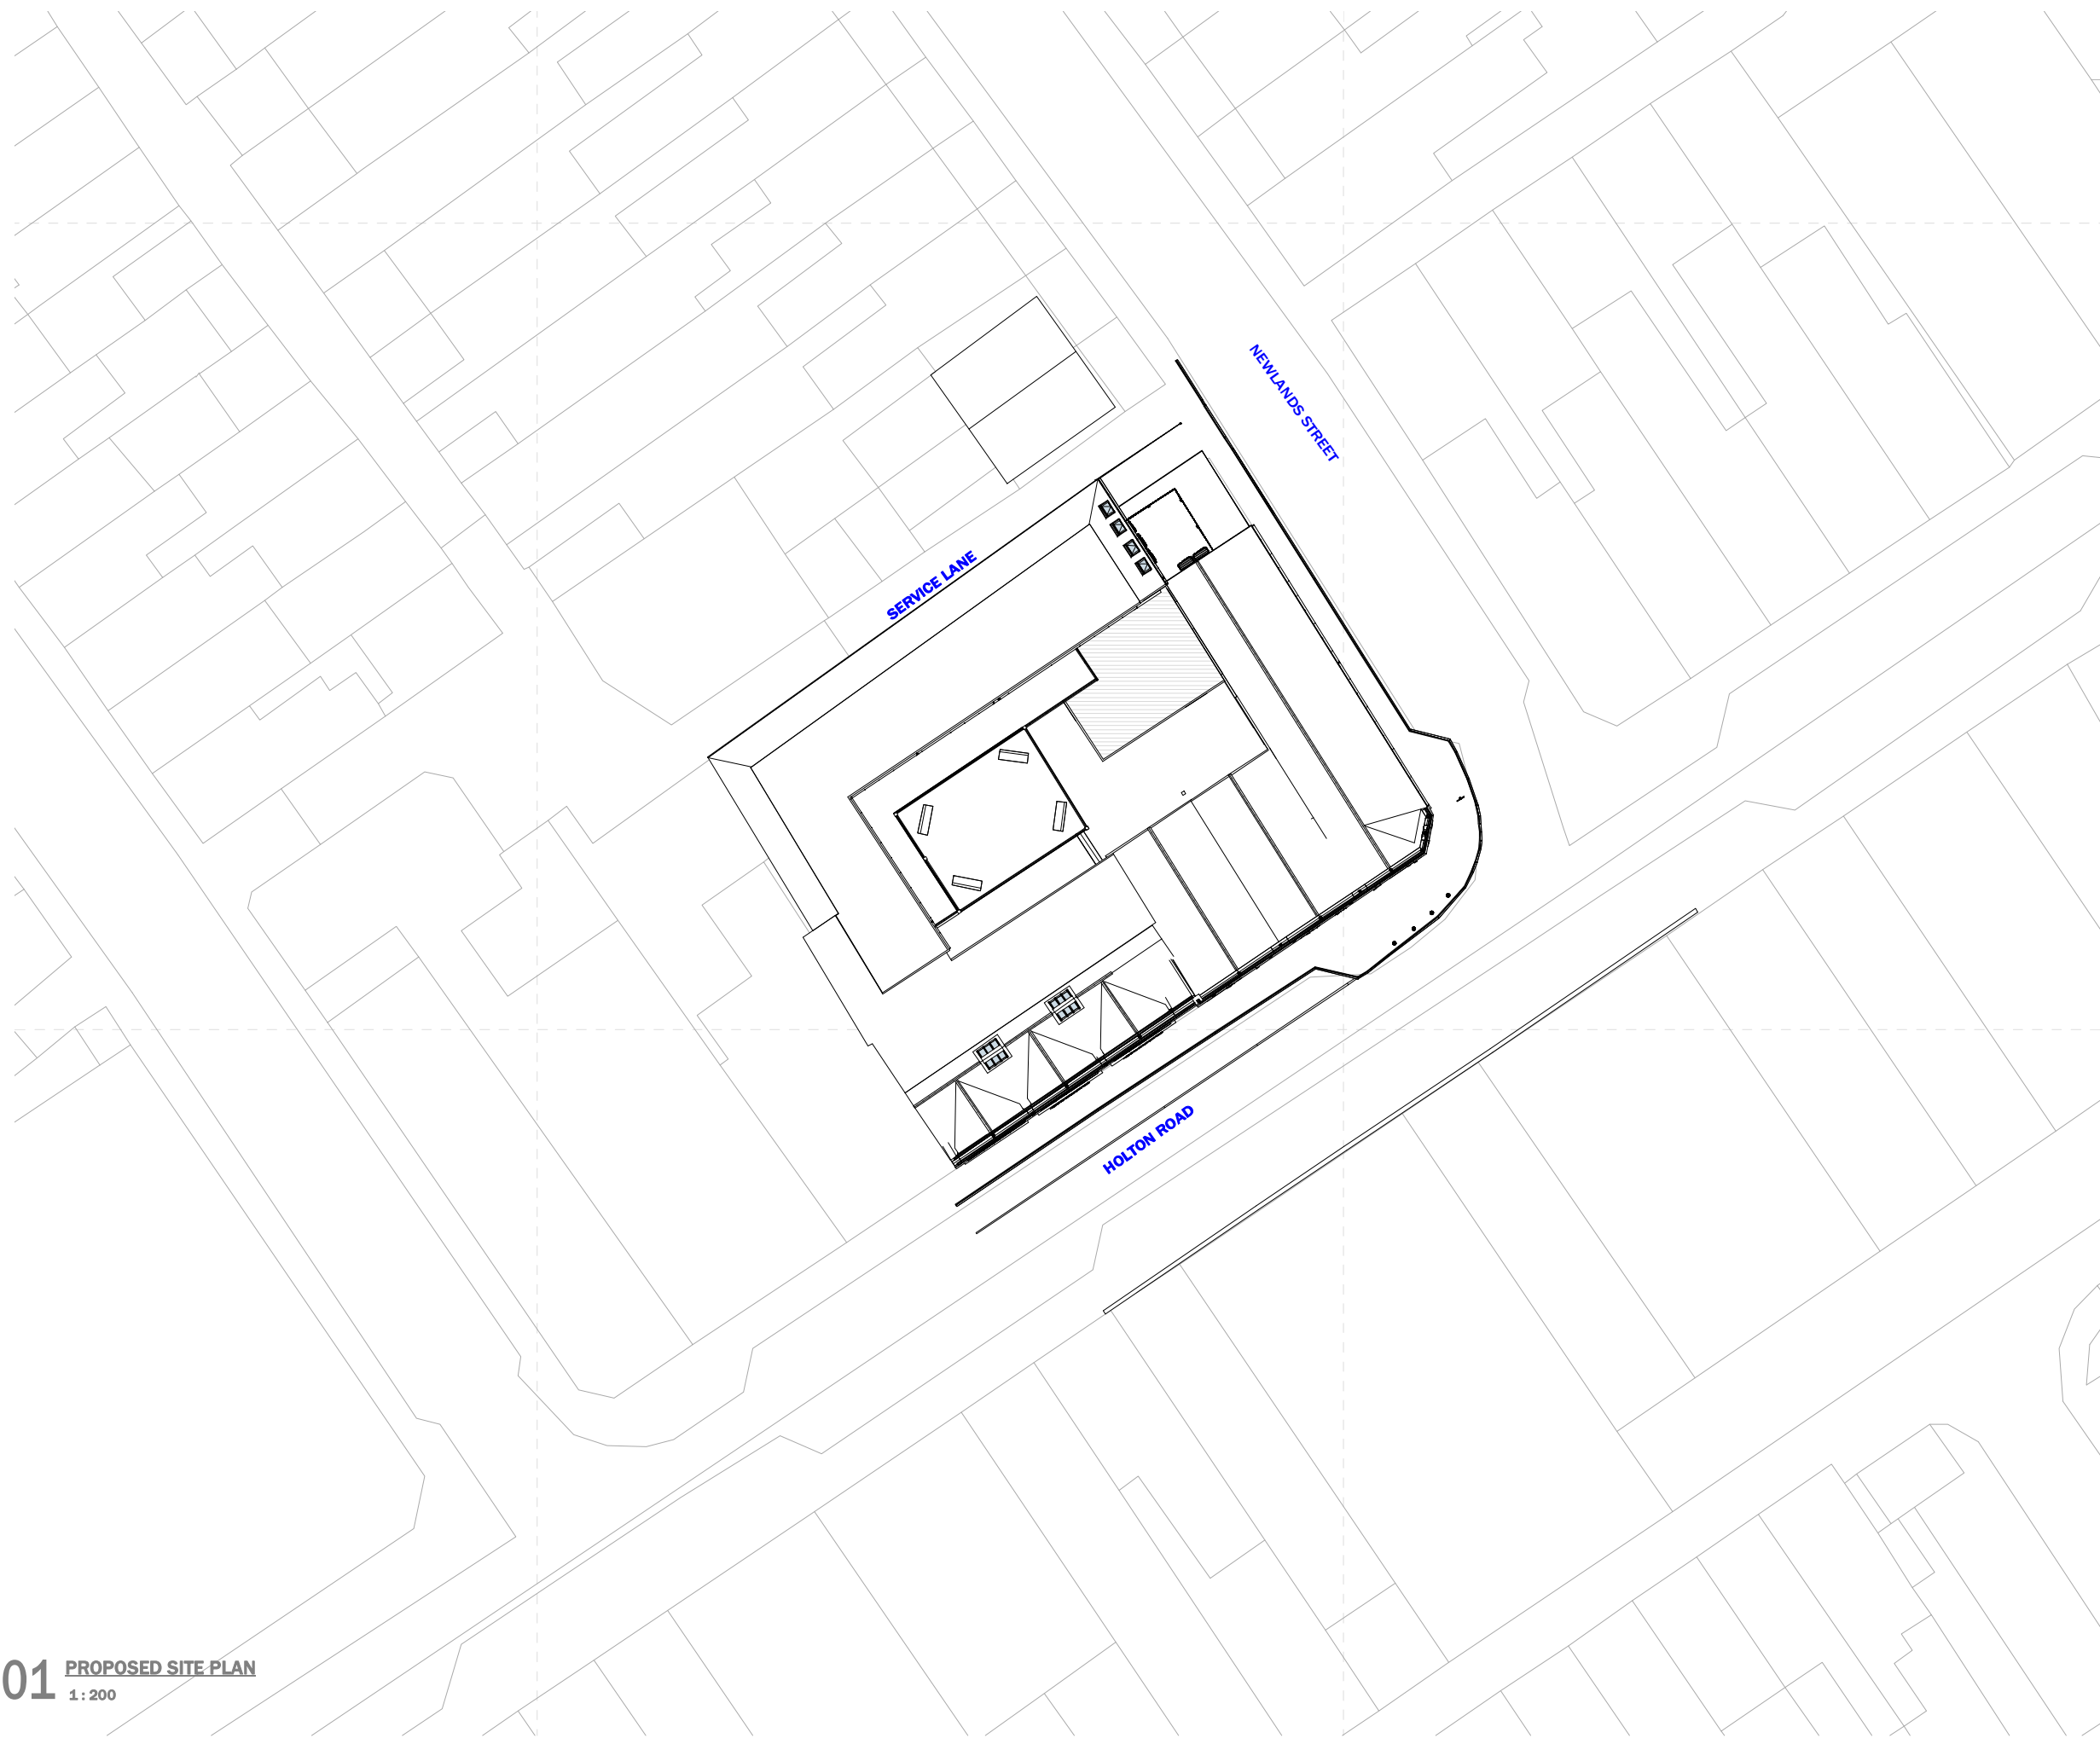 NEWLANDS STREET
SERVICE LANE
HOLTON ROAD
01
PROPOSED SITE PLAN
1 : 200